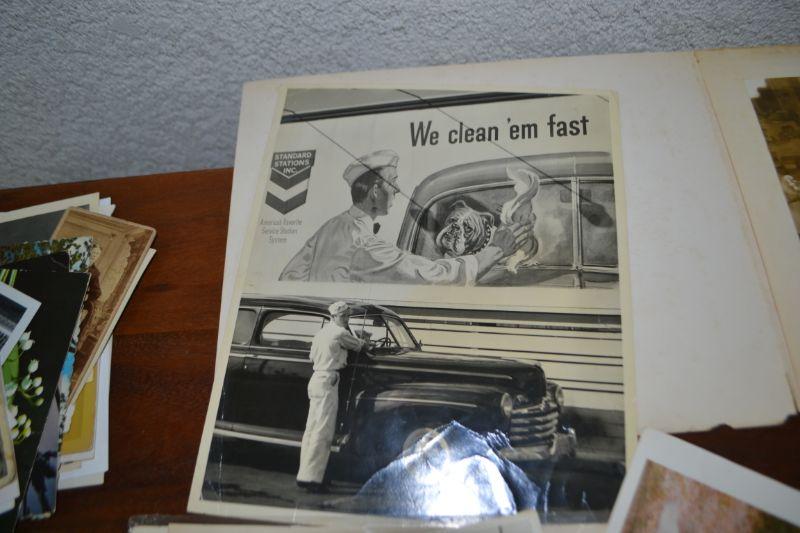 We clean 'em fast
STANDARD
STATIONS
INC.
America's Favorite
Service Station
System